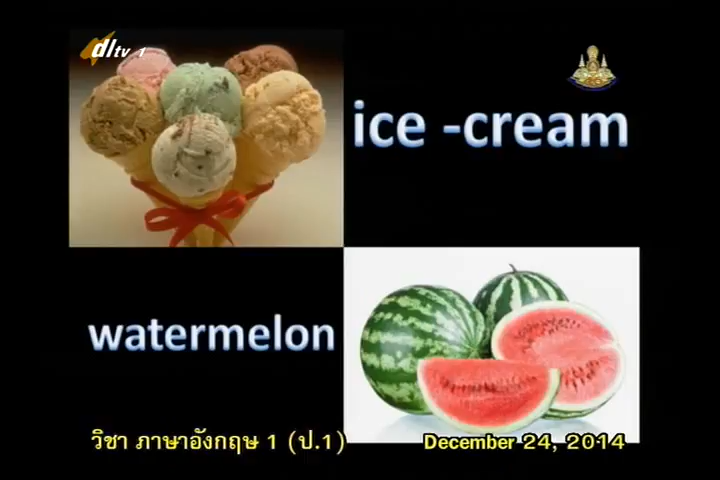 dltv 1
ice -cream
watermelon
วิชา ภาษาอังกฤษ 1 (ป.1)
December 24, 2014